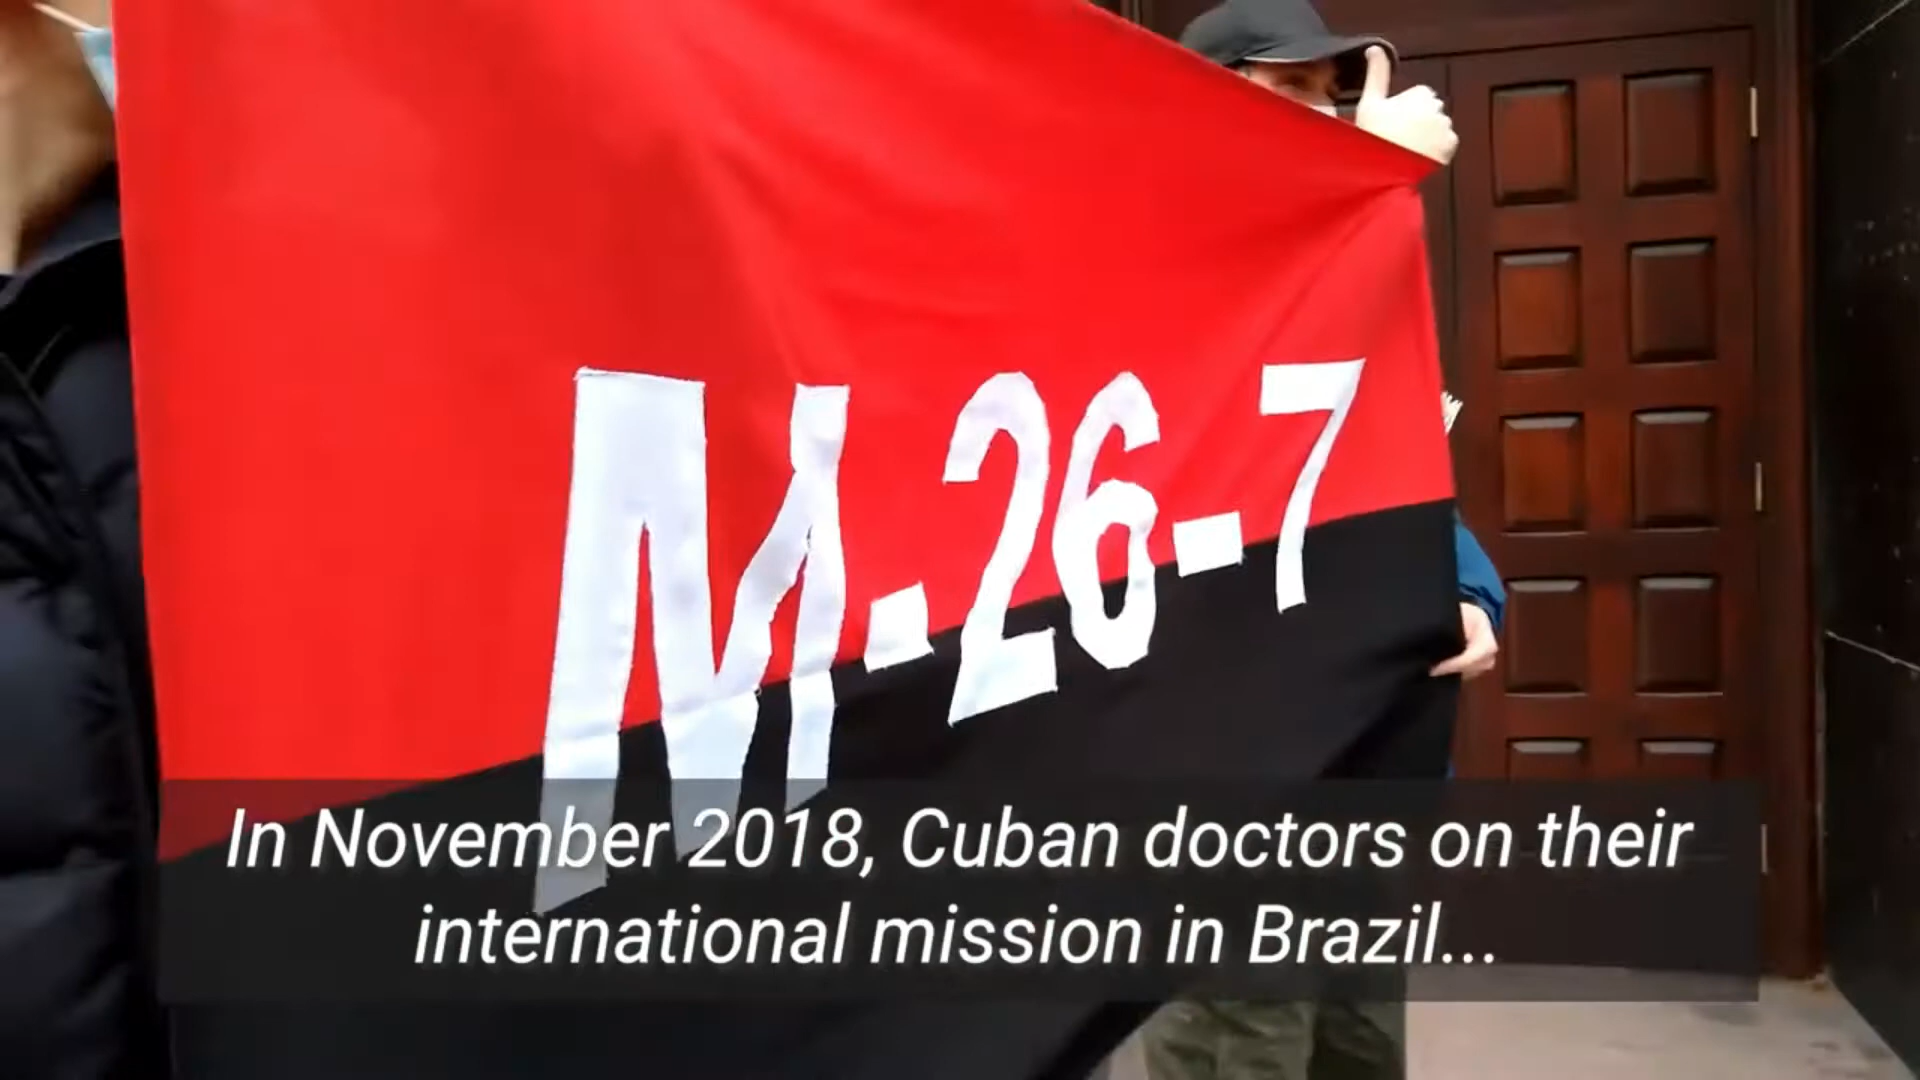 M-26-7
In November 2018, Cuban doctors on their
international mission in Brazil...